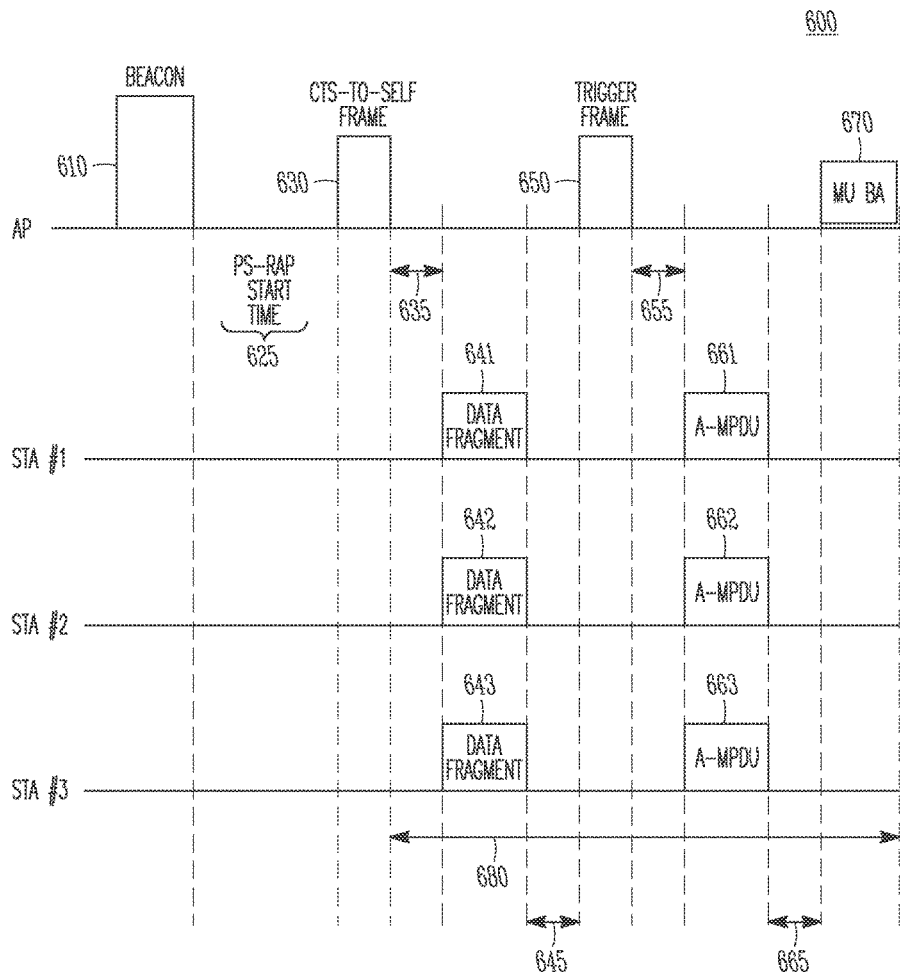 600
BEACON
CTS-TO-SELF
FRAME
TRIGGER
FRAME
610
630
650
670
MU BA
AP
PS-RAP
START
TIME
625
635
655
641
661
DATA
FRAGMENT
A-MPDU
STA #1
642
662
DATA
FRAGMENT
A-MPDU
STA #2
643
663
DATA
FRAGMENT
A-MPDU
STA #3
680
645
665